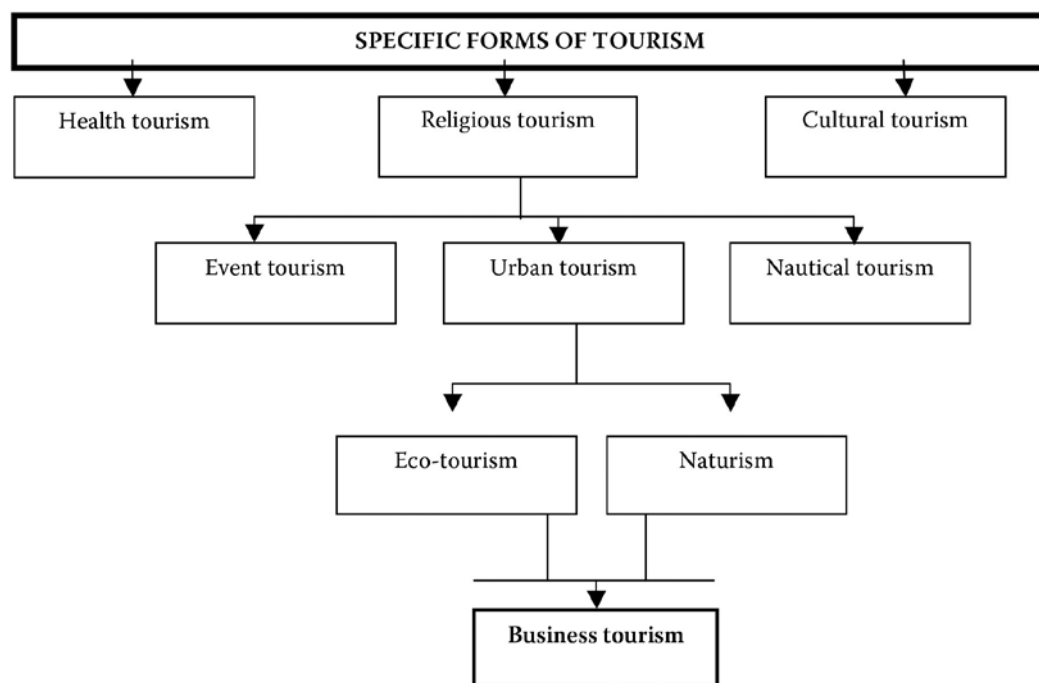 SPECIFIC FORMS OF TOURISM
Health tourism
Religious tourism
Cultural tourism
Event tourism
Urban tourism
Nautical tourism
Eco-tourism
Naturism
Business tourism